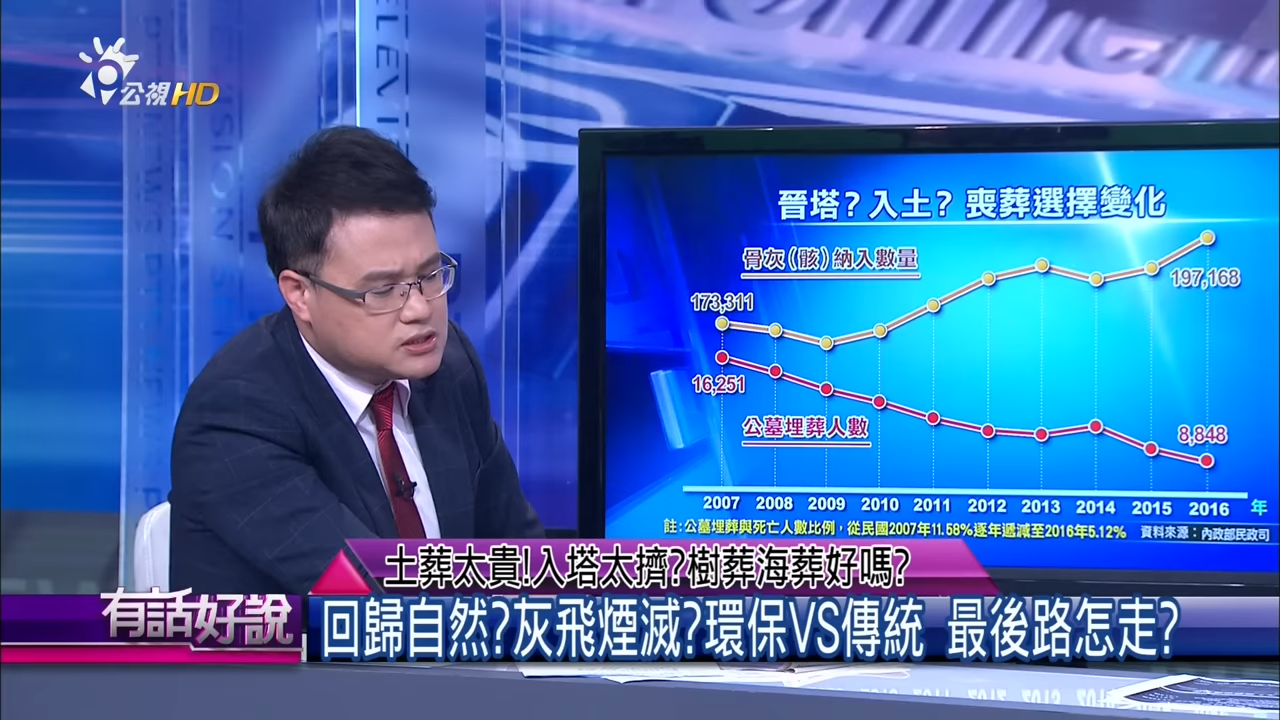 公視HD
晉塔？入土？喪葬選擇變化
骨灰（骸）納入數量
173,311
197,168
16,251
公墓埋葬人數
8,848
2007 2008 2009 2010 2011 2012 2013 2014 2015 2016 年
註：公墓埋葬與死亡人數比例，從民國2007年11.58%逐年遞減至2016年5.12% 資料來源：內政部民政司
土葬太貴!入塔太擠?樹葬海葬好嗎?
有話好說
回歸自然?灰飛煙滅?環保VS傳統 最後路怎走?